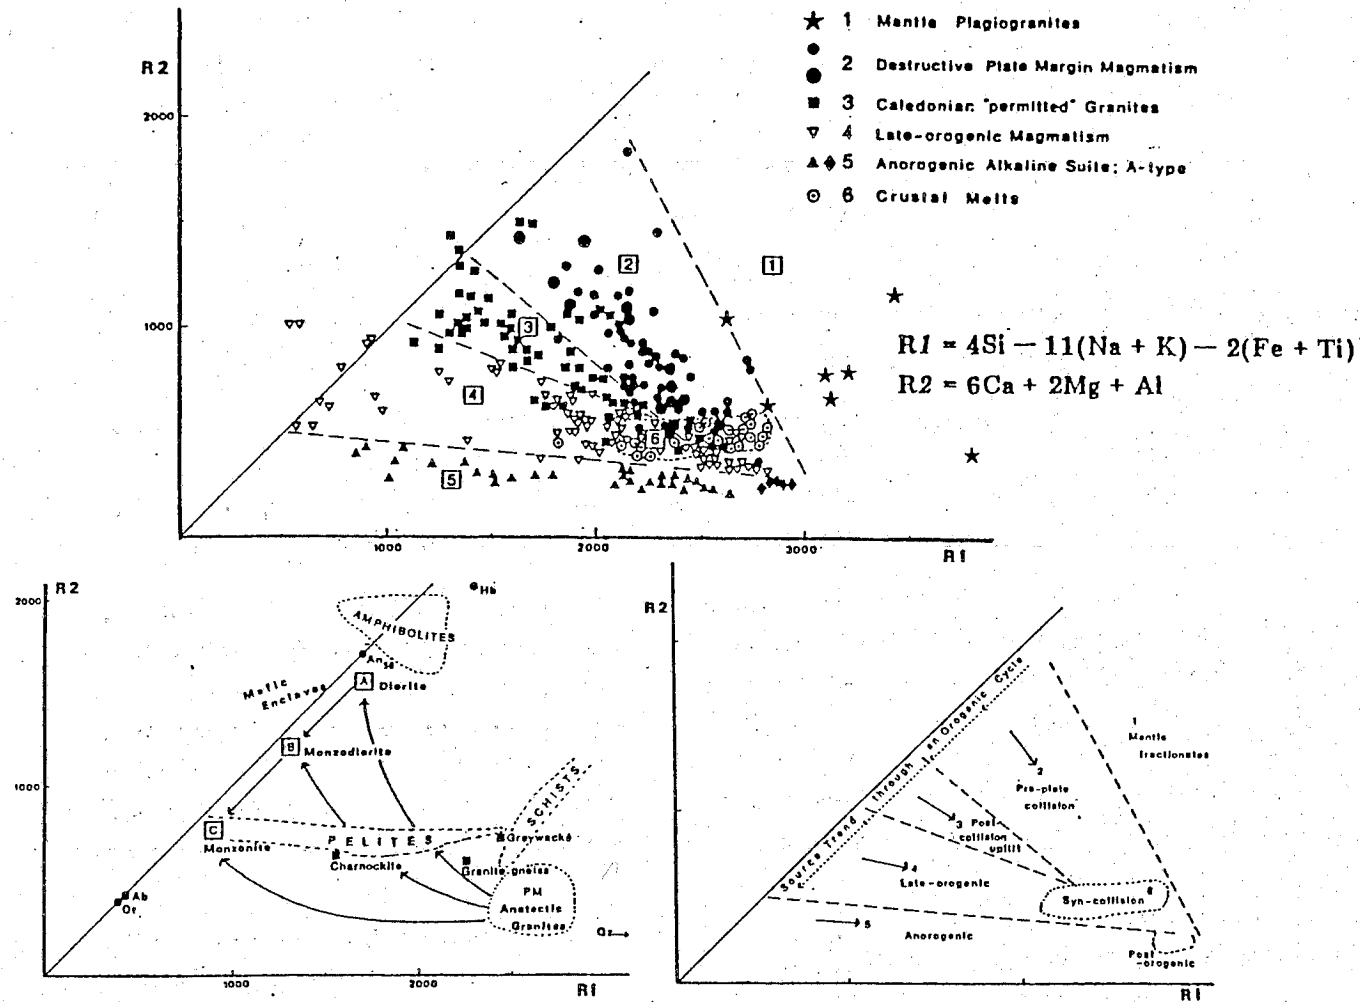 R2
2000
1000
1000
2000
3000
R1
1 Mantle Plagiogranites
2 Destructive Plate Margin Magmatism
3 Caledonian "permitted" Granites
4 Late-orogenic Magmatism
5 Anorogenic Alkaline Suite; A-type
6 Crustal Melts
1
2
3
4
5
6
R1 = 4Si − 11(Na + K) − 2(Fe + Ti)
R2 = 6Ca + 2Mg + Al
R2
2000
1000
1000
2000
R1
Hb
AMPHIBOLITES
An50
Mafic
Enclaves
A Diorite
B Monzodiorite
C
Monzonite
PELITES
SCHISTS
Greywacke
Charnockite
Granite-gneiss
PM
Anatectic
Granites
Ab
Or
Qz
R2
Source Trend through an Orogenic Cycle
1
Mantle
fractionates
2
Pre-plate
collision
3 Post-
collision
uplift
4
Late-orogenic
6
Syn-collision
5
Anorogenic
Post
-orogenic
R1